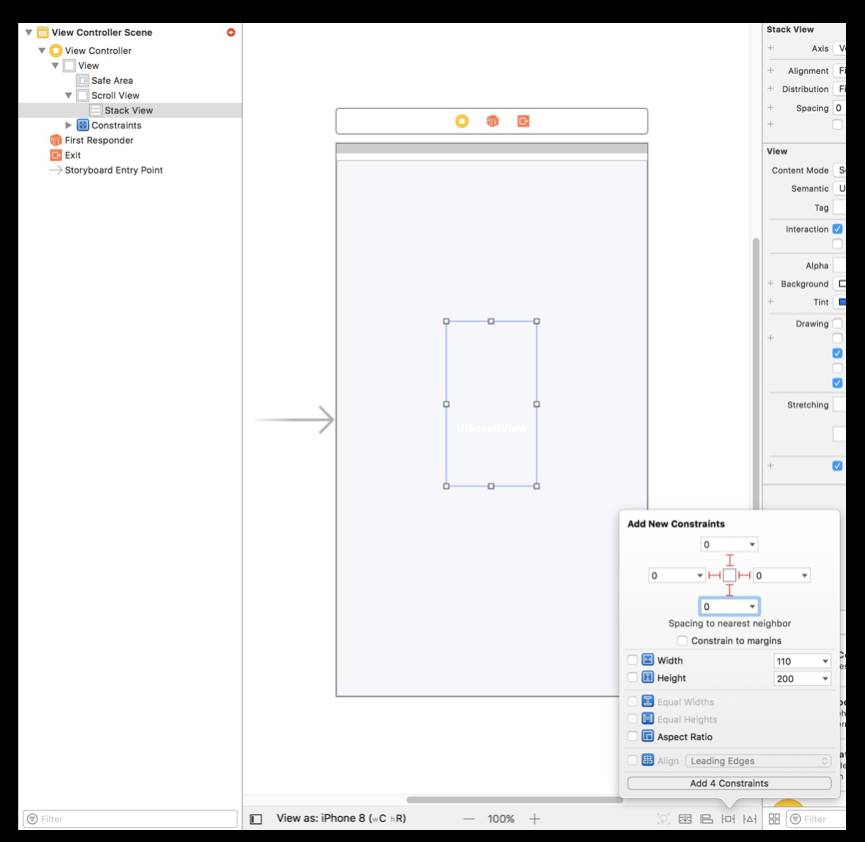 View Controller Scene
View Controller
View
Safe Area
Scroll View
Stack View
Constraints
First Responder
Exit
Storyboard Entry Point
Filter
UIScrollView
View as: iPhone 8 (wC hR)
100%
Stack View
Axis
Alignment Fi
Distribution Fi
Spacing 0
View
Content Mode
Semantic U
Tag
Interaction
Alpha
Background
Tint
Drawing
Stretching
Add New Constraints
0
0 0
0
Spacing to nearest neighbor
Constrain to margins
Width 110
Height 200
Equal Widths
Equal Heights
Aspect Ratio
Align Leading Edges
Add 4 Constraints
Filter